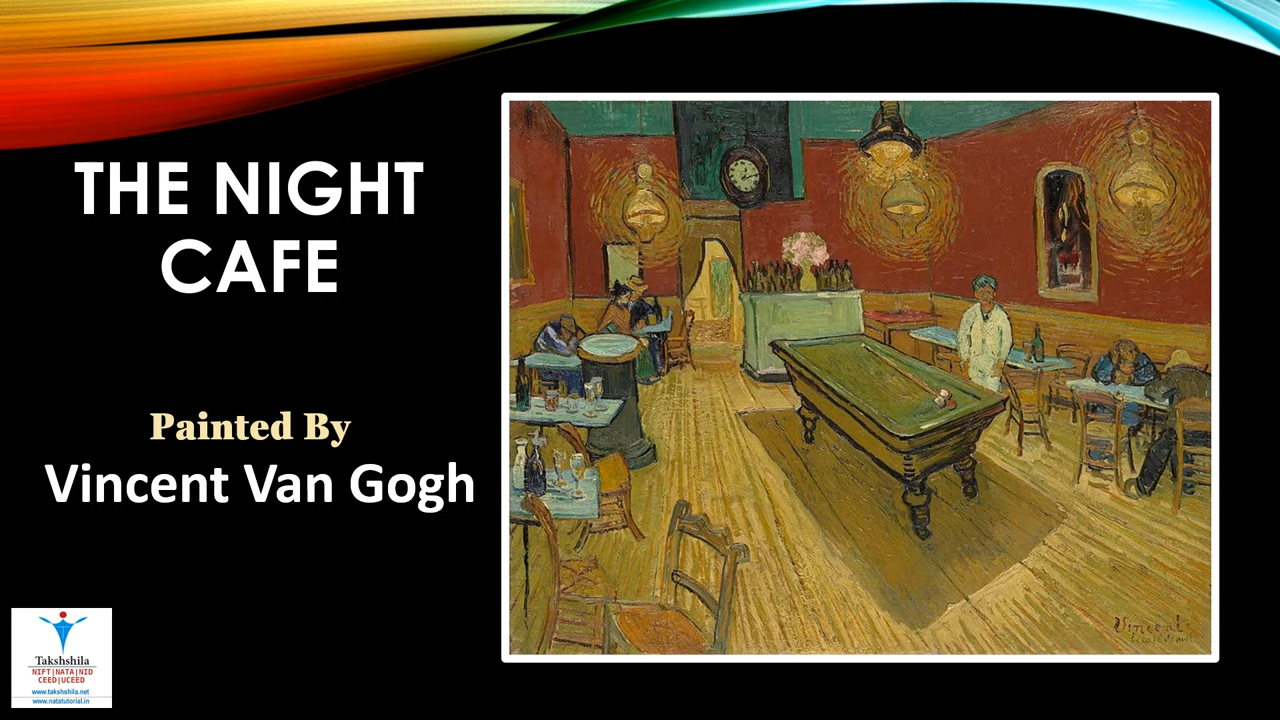 THE NIGHT
CAFE
Painted By
Vincent Van Gogh
Vincent
Takshshila
NIFT|NATA|NID
CEED|UCEED
www.takshshila.net
www.natatutorial.in